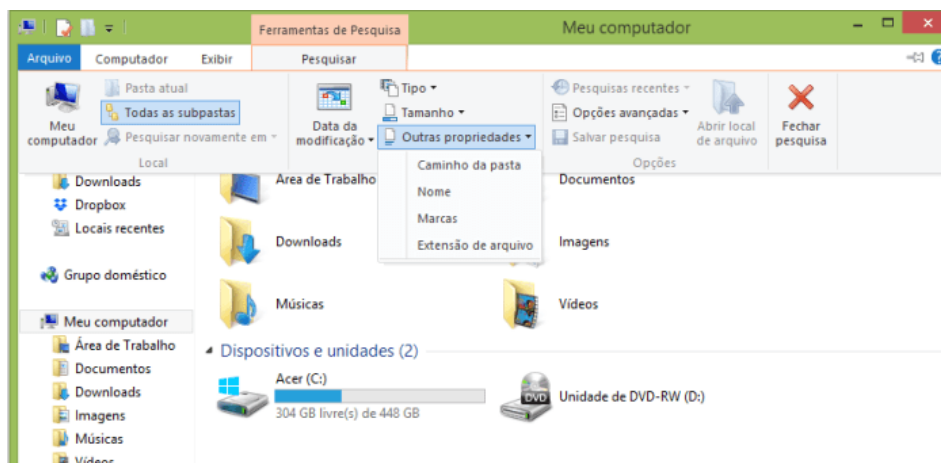 Ferramentas de Pesquisa
Meu computador
Arquivo
Computador
Exibir
Pesquisar
Meu computador
Pasta atual
Todas as subpastas
Pesquisar novamente em
Local
Data da modificação
Tipo
Tamanho
Outras propriedades
Caminho da pasta
Nome
Marcas
Extensão de arquivo
Pesquisas recentes
Opções avançadas
Salvar pesquisa
Abrir local de arquivo
Opções
Fechar pesquisa
Downloads
Dropbox
Locais recentes
Grupo doméstico
Meu computador
Área de Trabalho
Documentos
Downloads
Imagens
Músicas
Vídeos
Área de Trabalho
Documentos
Downloads
Imagens
Músicas
Vídeos
Dispositivos e unidades (2)
Acer (C:)
304 GB livre(s) de 448 GB
DVD
Unidade de DVD-RW (D:)